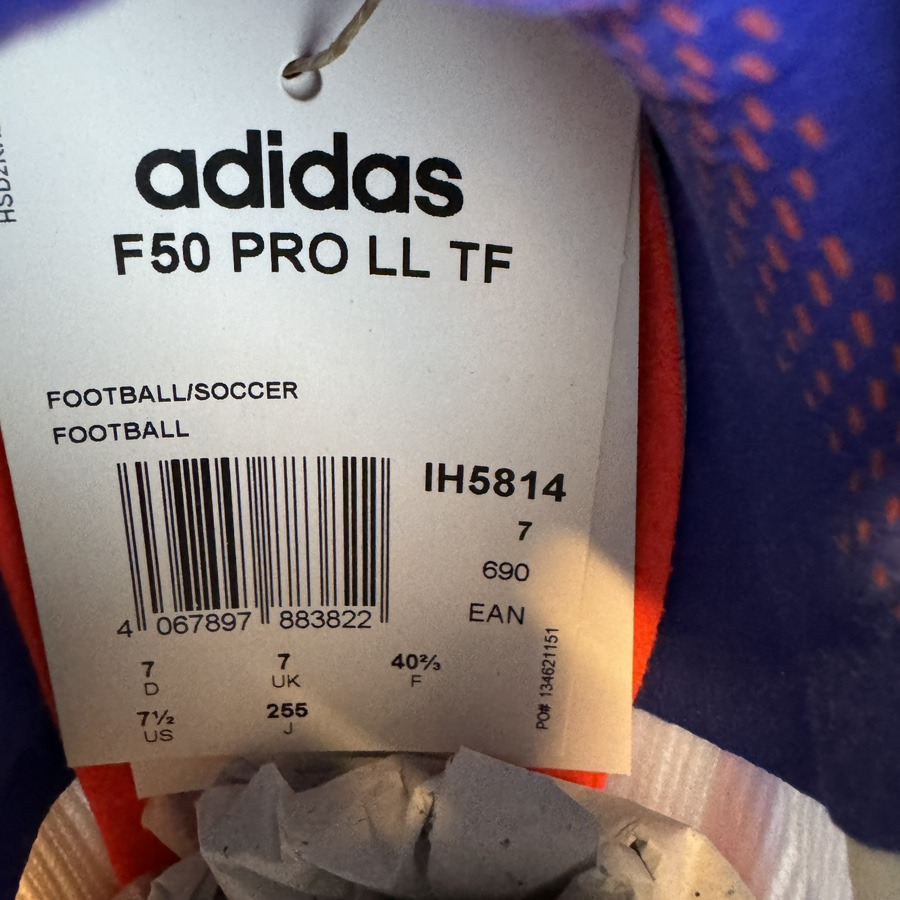 adidas
F50 PRO LL TF
FOOTBALL/SOCCER
FOOTBALL
IH5814
7
690
EAN
4 067897 883822
7 D
7 UK
40⅔ F
7½ US
255 J
PO# 134621151